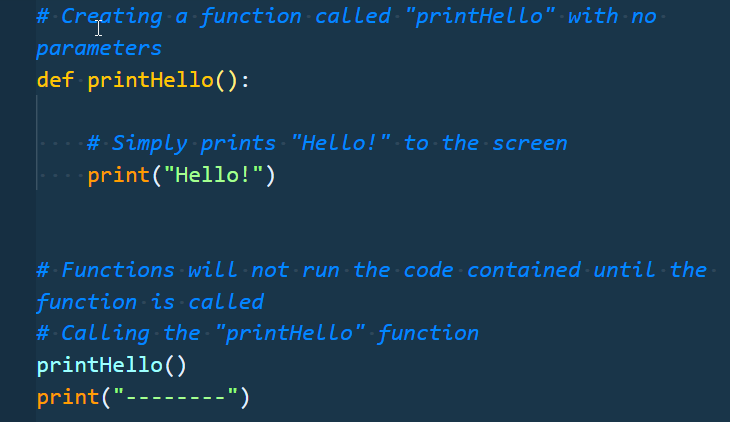 # Creating a function called "printHello" with no
parameters
def printHello():
# Simply prints "Hello!" to the screen
print("Hello!")
# Functions will not run the code contained until the
function is called
# Calling the "printHello" function
printHello()
print("--------")